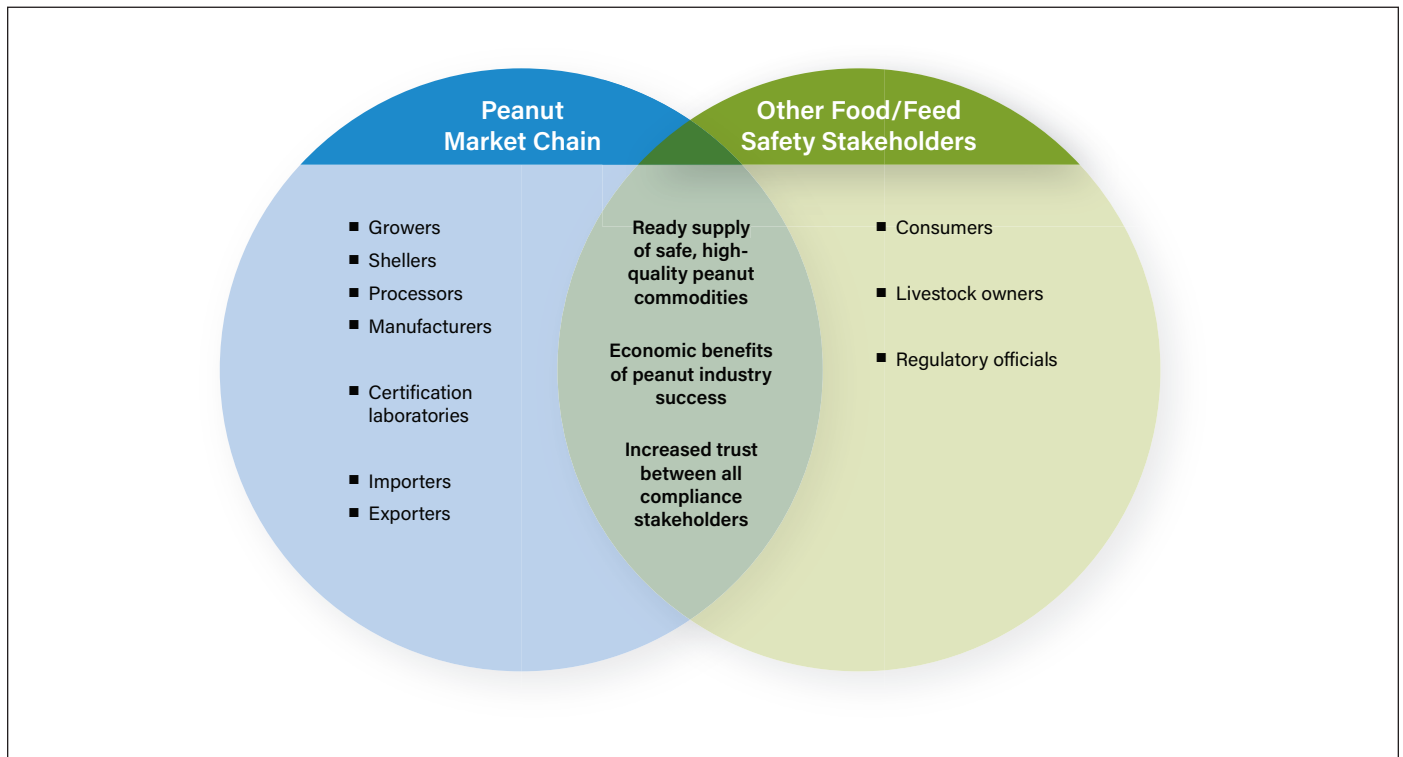 Peanut
Market Chain
Growers
Shellers
Processors
Manufacturers
Certification
laboratories
Importers
Exporters
Ready supply
of safe, high-
quality peanut
commodities
Economic benefits
of peanut industry
success
Increased trust
between all
compliance
stakeholders
Other Food/Feed
Safety Stakeholders
Consumers
Livestock owners
Regulatory officials